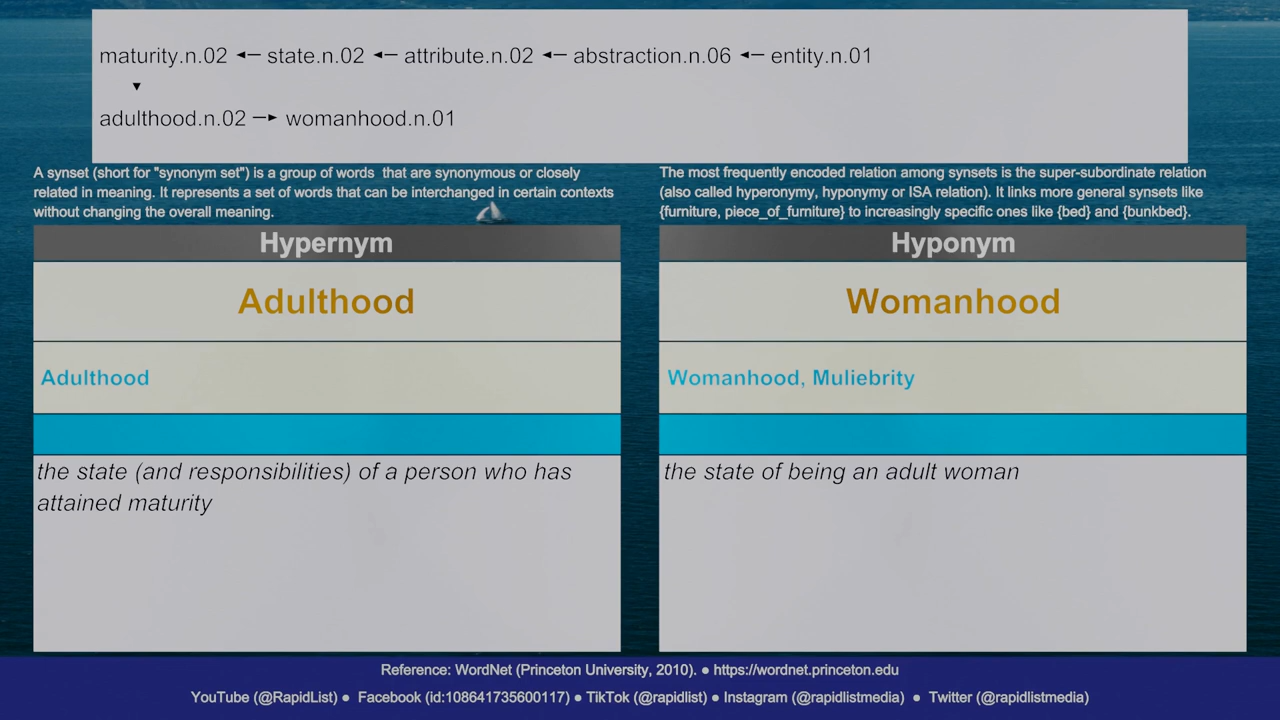 maturity.n.02 ◄─ state.n.02 ◄─ attribute.n.02 ◄─ abstraction.n.06 ◄─ entity.n.01
▼
adulthood.n.02 ─► womanhood.n.01
A synset (short for "synonym set") is a group of words  that are synonymous or closely
related in meaning. It represents a set of words that can be interchanged in certain contexts
without changing the overall meaning.
The most frequently encoded relation among synsets is the super-subordinate relation
(also called hyperonymy, hyponymy or ISA relation). It links more general synsets like
{furniture, piece_of_furniture} to increasingly specific ones like {bed} and {bunkbed}.
Hypernym
Adulthood
Adulthood
the state (and responsibilities) of a person who has
attained maturity
Hyponym
Womanhood
Womanhood, Muliebrity
the state of being an adult woman
Reference: WordNet (Princeton University, 2010). ● https://wordnet.princeton.edu
YouTube (@RapidList) ● Facebook (id:108641735600117) ● TikTok (@rapidlist) ● Instagram (@rapidlistmedia) ● Twitter (@rapidlistmedia)